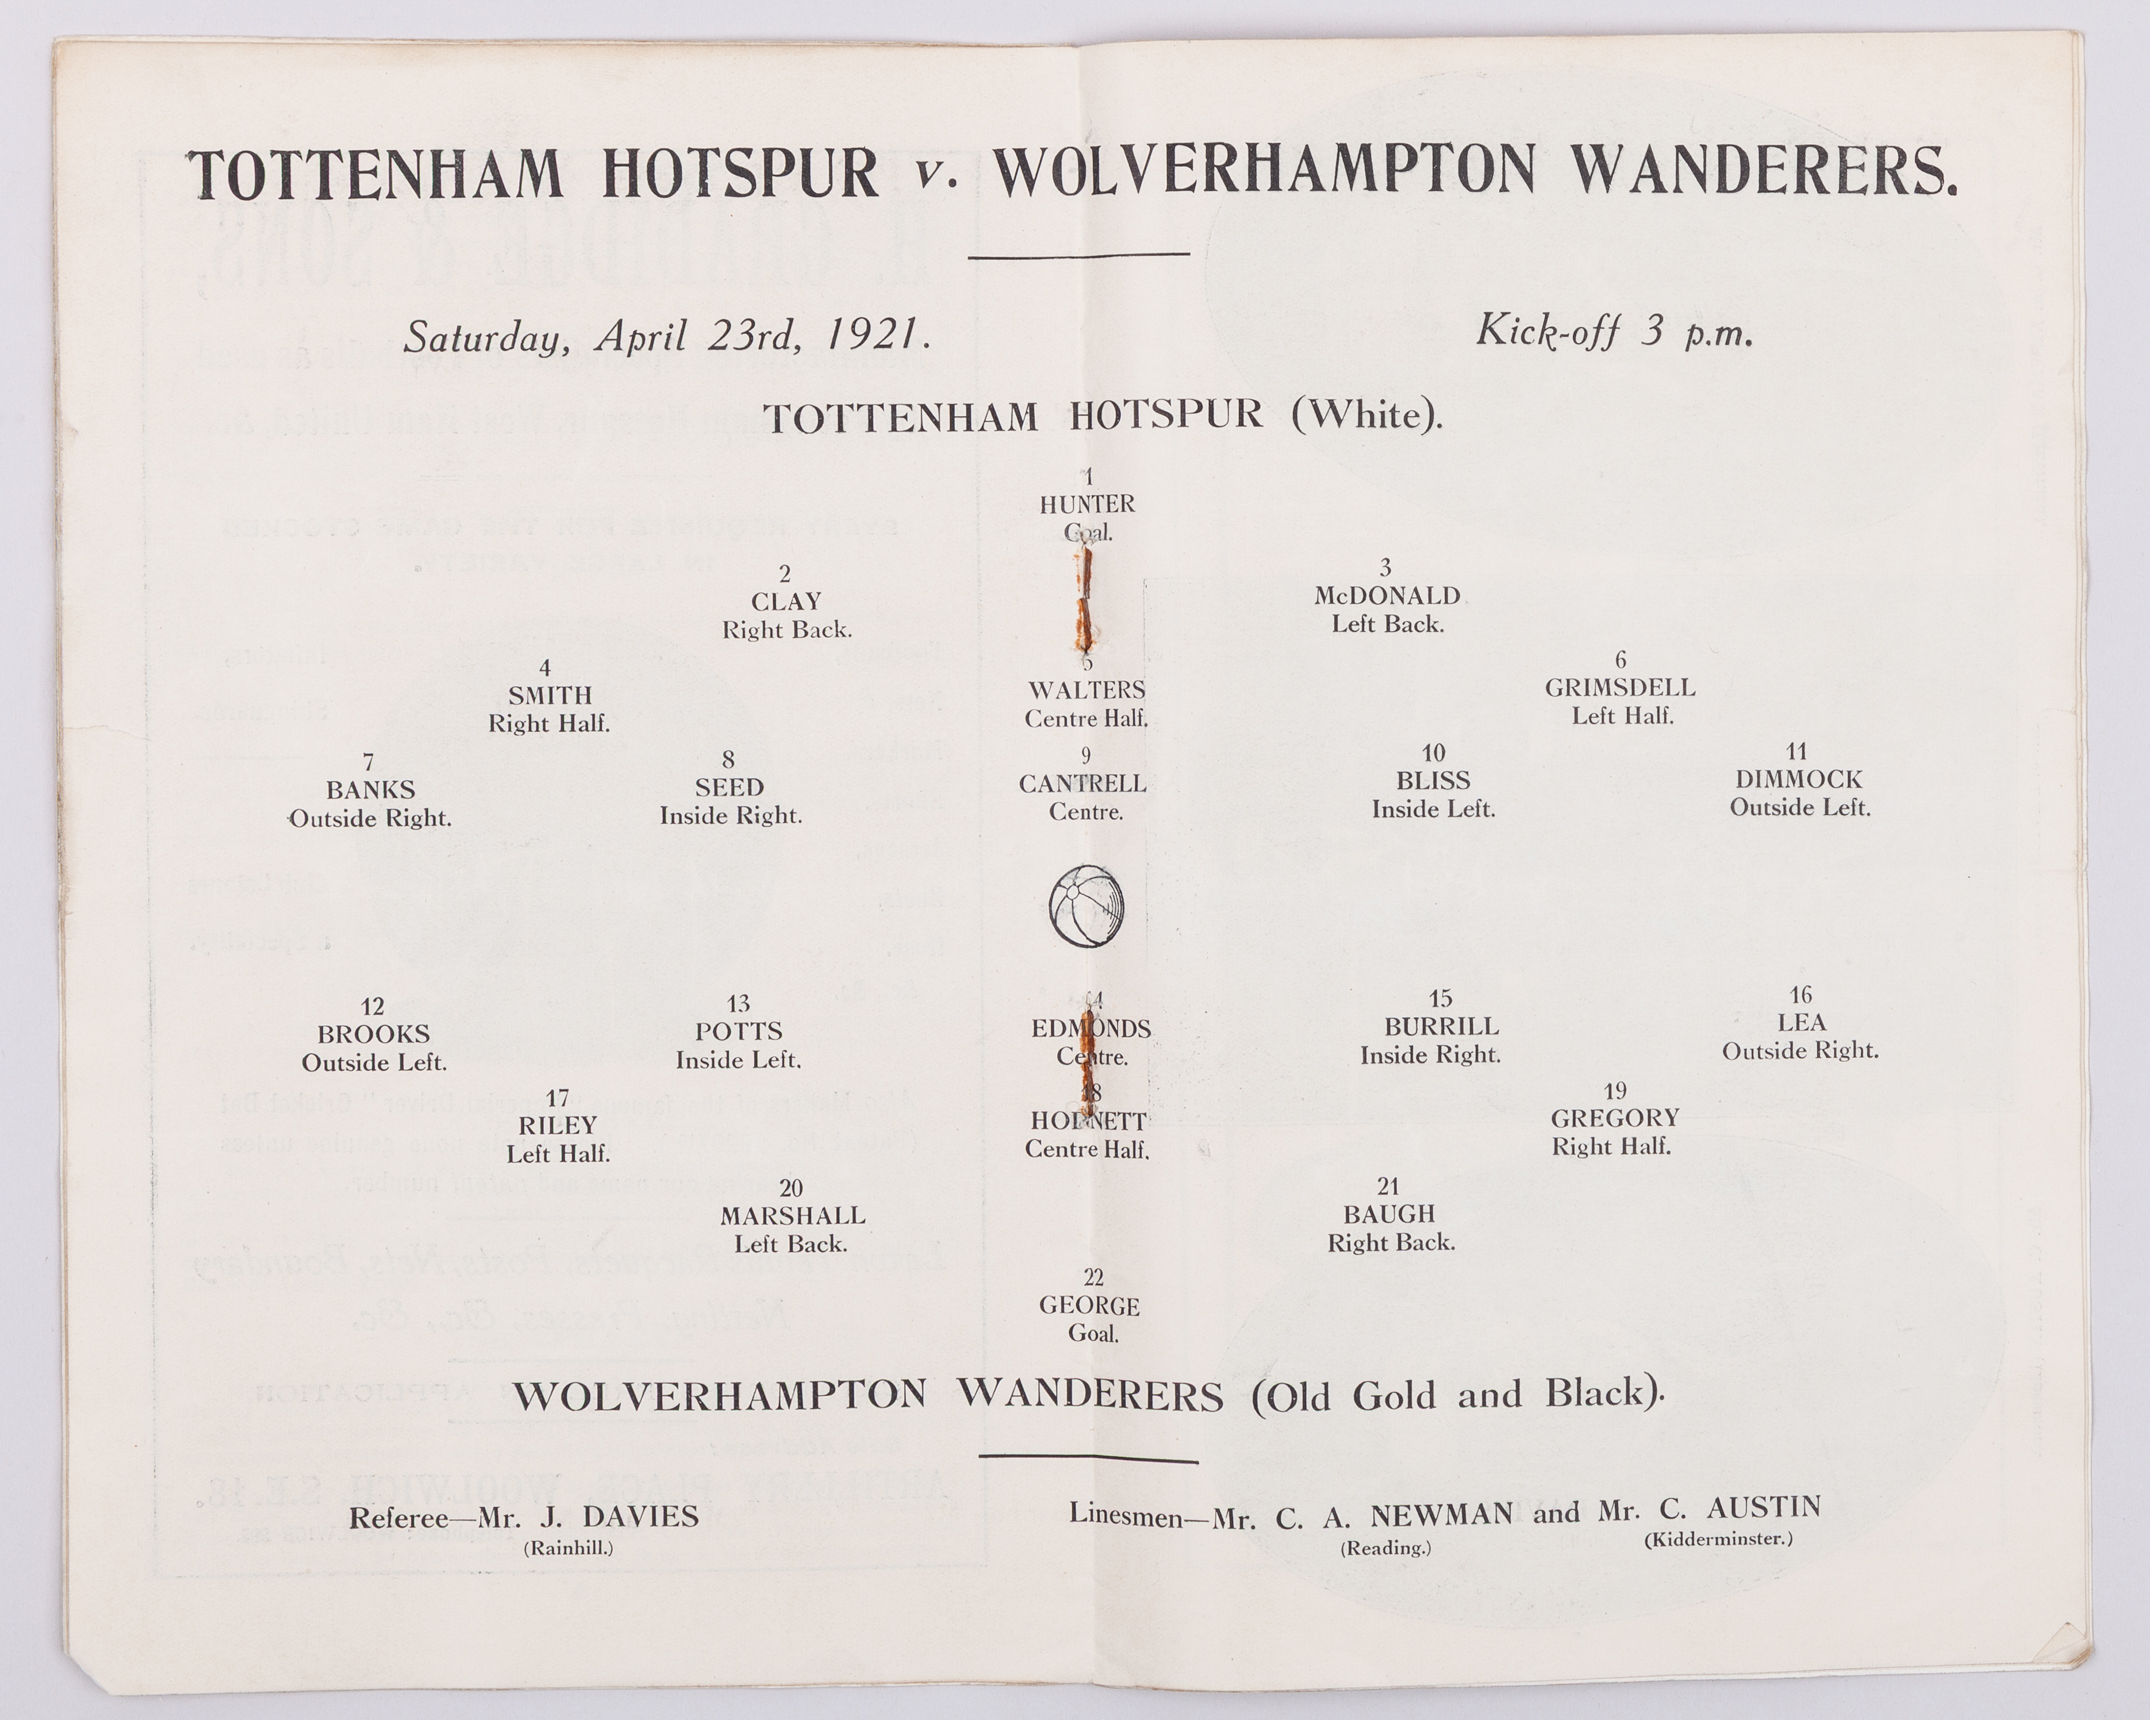 TOTTENHAM HOTSPUR v. WOLVERHAMPTON WANDERERS.
Saturday, April 23rd, 1921. Kick-off 3 p.m.
TOTTENHAM HOTSPUR (White).
1
HUNTER
Goal.
2
CLAY
Right Back.
3
McDONALD
Left Back.
4
SMITH
Right Half.
5
WALTERS
Centre Half.
6
GRIMSDELL
Left Half.
7
BANKS
Outside Right.
8
SEED
Inside Right.
9
CANTRELL
Centre.
10
BLISS
Inside Left.
11
DIMMOCK
Outside Left.
12
BROOKS
Outside Left.
13
POTTS
Inside Left.
14
EDMONDS
Centre.
15
BURRILL
Inside Right.
16
LEA
Outside Right.
17
RILEY
Left Half.
18
HODNETT
Centre Half.
19
GREGORY
Right Half.
20
MARSHALL
Left Back.
21
BAUGH
Right Back.
22
GEORGE
Goal.
WOLVERHAMPTON WANDERERS (Old Gold and Black).
Referee—Mr. J. DAVIES
(Rainhill.)
Linesmen—Mr. C. A. NEWMAN and Mr. C. AUSTIN
(Reading.) (Kidderminster.)